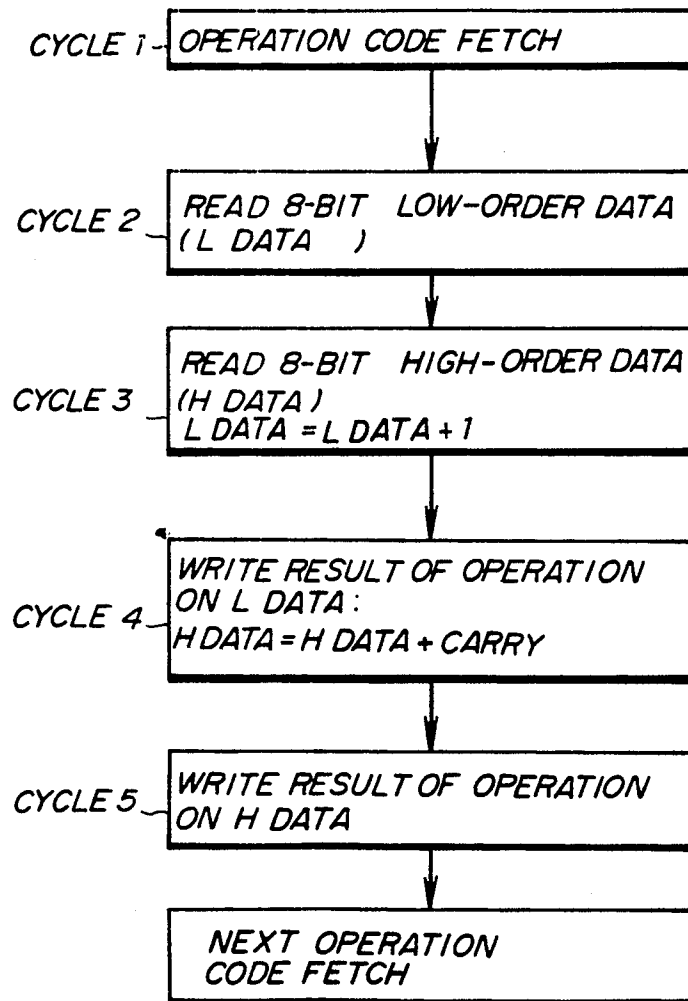 CYCLE 1
OPERATION CODE FETCH
CYCLE 2
READ 8-BIT LOW-ORDER DATA
(L DATA )
CYCLE 3
READ 8-BIT HIGH-ORDER DATA
(H DATA)
L DATA = L DATA + 1
CYCLE 4
WRITE RESULT OF OPERATION
ON L DATA:
H DATA = H DATA + CARRY
CYCLE 5
WRITE RESULT OF OPERATION
ON H DATA
NEXT OPERATION
CODE FETCH